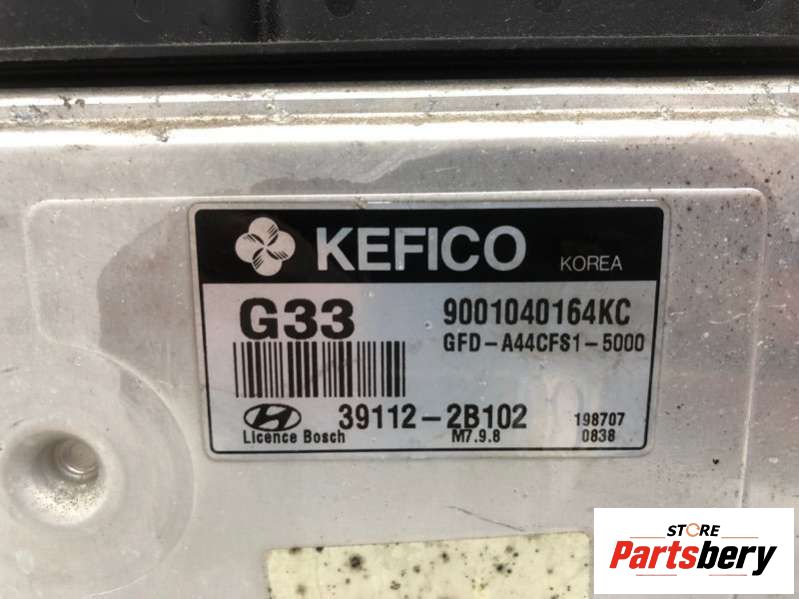 KEFICO KOREA
G33 9001040164KC
GFD-A44CFS1-5000
39112-2B102 198707
Licence Bosch M7.9.8 0838
STORE
Partsbery